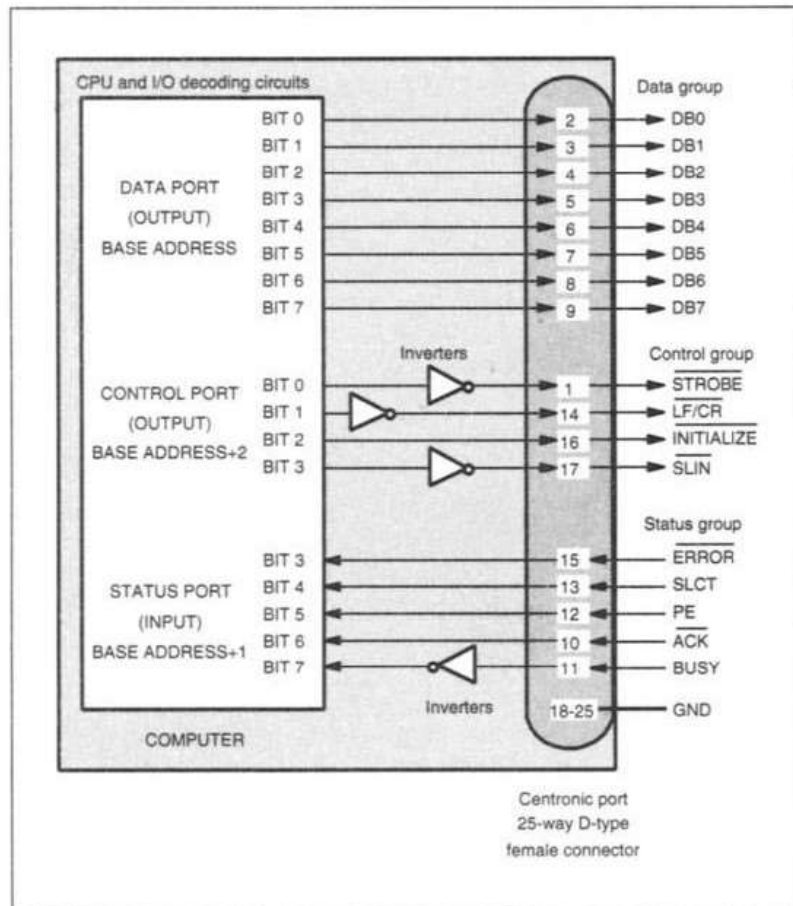 CPU and I/O decoding circuits
Data group
BIT 0 2 DB0
BIT 1 3 DB1
BIT 2 4 DB2
DATA PORT
BIT 3 5 DB3
(OUTPUT)
BIT 4 6 DB4
BASE ADDRESS
BIT 5 7 DB5
BIT 6 8 DB6
BIT 7 9 DB7
Inverters
Control group
BIT 0 1 STROBE
CONTROL PORT
BIT 1 14 LF/CR
(OUTPUT)
BIT 2 16 INITIALIZE
BASE ADDRESS+2
BIT 3 17 SLIN
Status group
BIT 3 15 ERROR
STATUS PORT
BIT 4 13 SLCT
(INPUT)
BIT 5 12 PE
BASE ADDRESS+1
BIT 6 10 ACK
BIT 7 11 BUSY
Inverters
18-25 GND
COMPUTER
Centronic port
25-way D-type
female connector